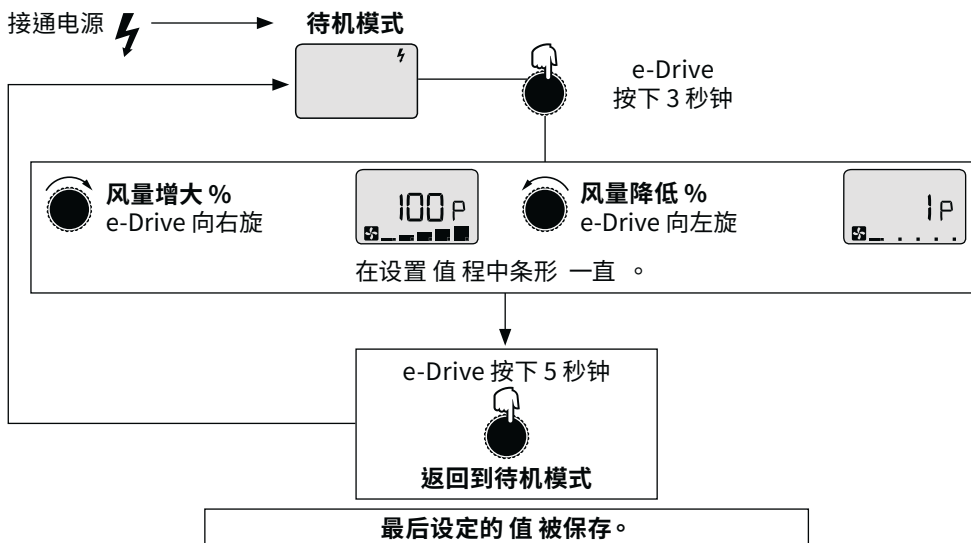 接通电源
待机模式
e-Drive
按下 3 秒钟
风量增大 %
e-Drive 向右旋
100 P
风量降低 %
e-Drive 向左旋
1 P
在设置 值 程中条形 一直 。
e-Drive 按下 5 秒钟
返回到待机模式
最后设定的 值 被保存。